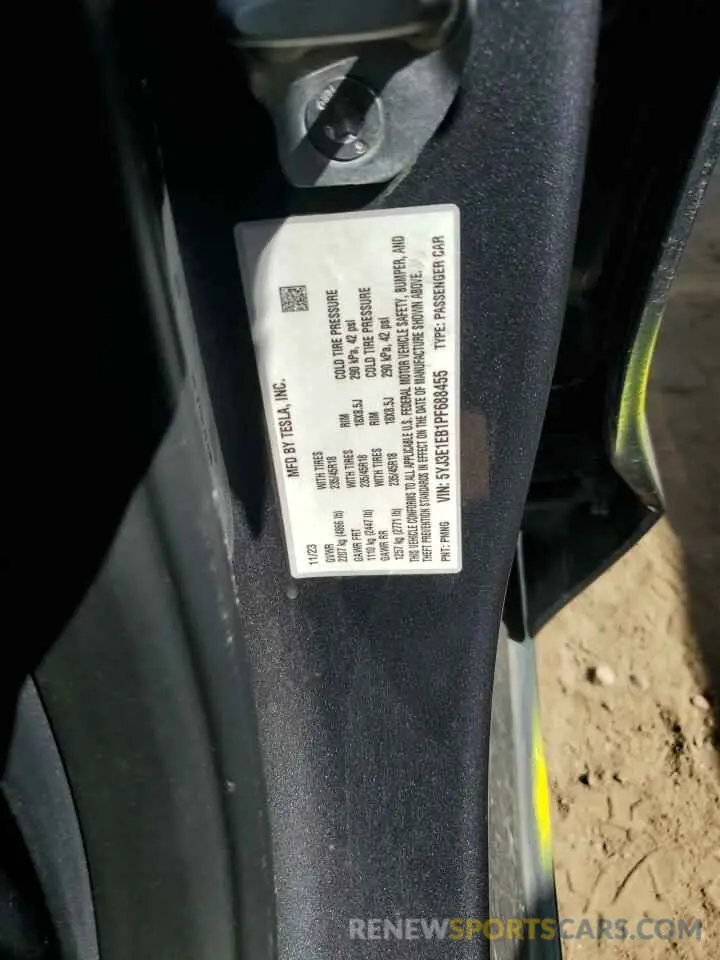 MFD BY TESLA, INC.
11/23
GVWR WITH TIRES RIM COLD TIRE PRESSURE
2207 kg (4866 lb) 235/45R18 18X8.5J 290 kPa, 42 psi
GAWR FRT WITH TIRES RIM COLD TIRE PRESSURE
1110 kg (2447 lb) 235/45R18 18X8.5J 290 kPa, 42 psi
GAWR RR
1257 kg (2771 lb)
THIS VEHICLE CONFORMS TO ALL APPLICABLE U.S. FEDERAL MOTOR VEHICLE SAFETY, BUMPER, AND
THEFT PREVENTION STANDARDS IN EFFECT ON THE DATE OF MANUFACTURE SHOWN ABOVE.
PNT: PMNG VIN: 5YJ3E1EB1PF688455 TYPE: PASSENGER CAR
RENEWSPORTSCARS.COM